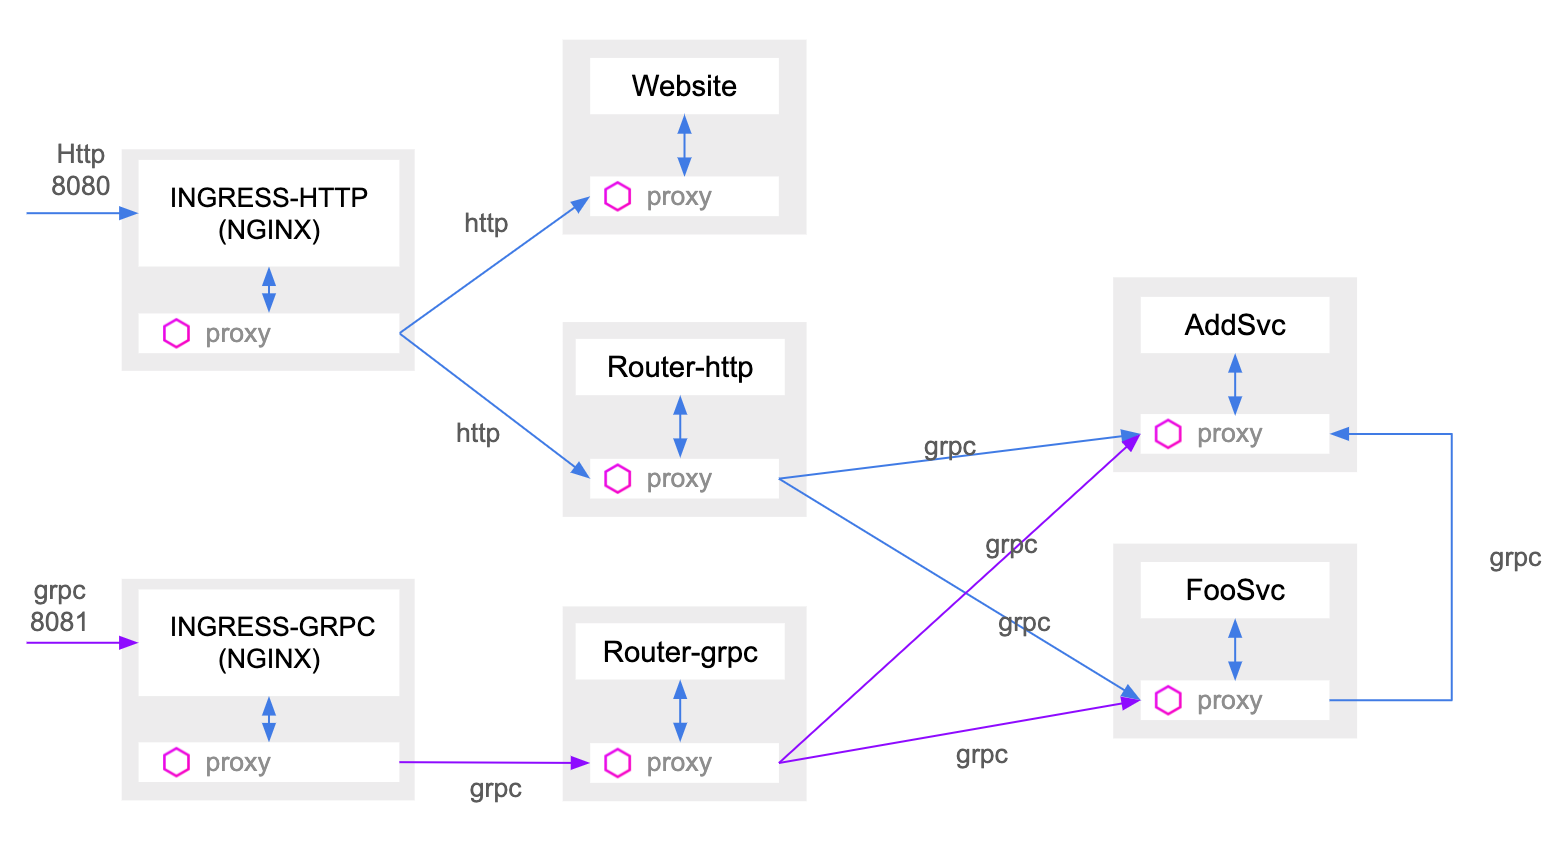 Website
proxy
Http
8080
INGRESS-HTTP
(NGINX)
proxy
http
http
Router-http
proxy
AddSvc
proxy
grpc
grpc
grpc
grpc
FooSvc
proxy
grpc
8081
INGRESS-GRPC
(NGINX)
proxy
grpc
Router-grpc
proxy
grpc